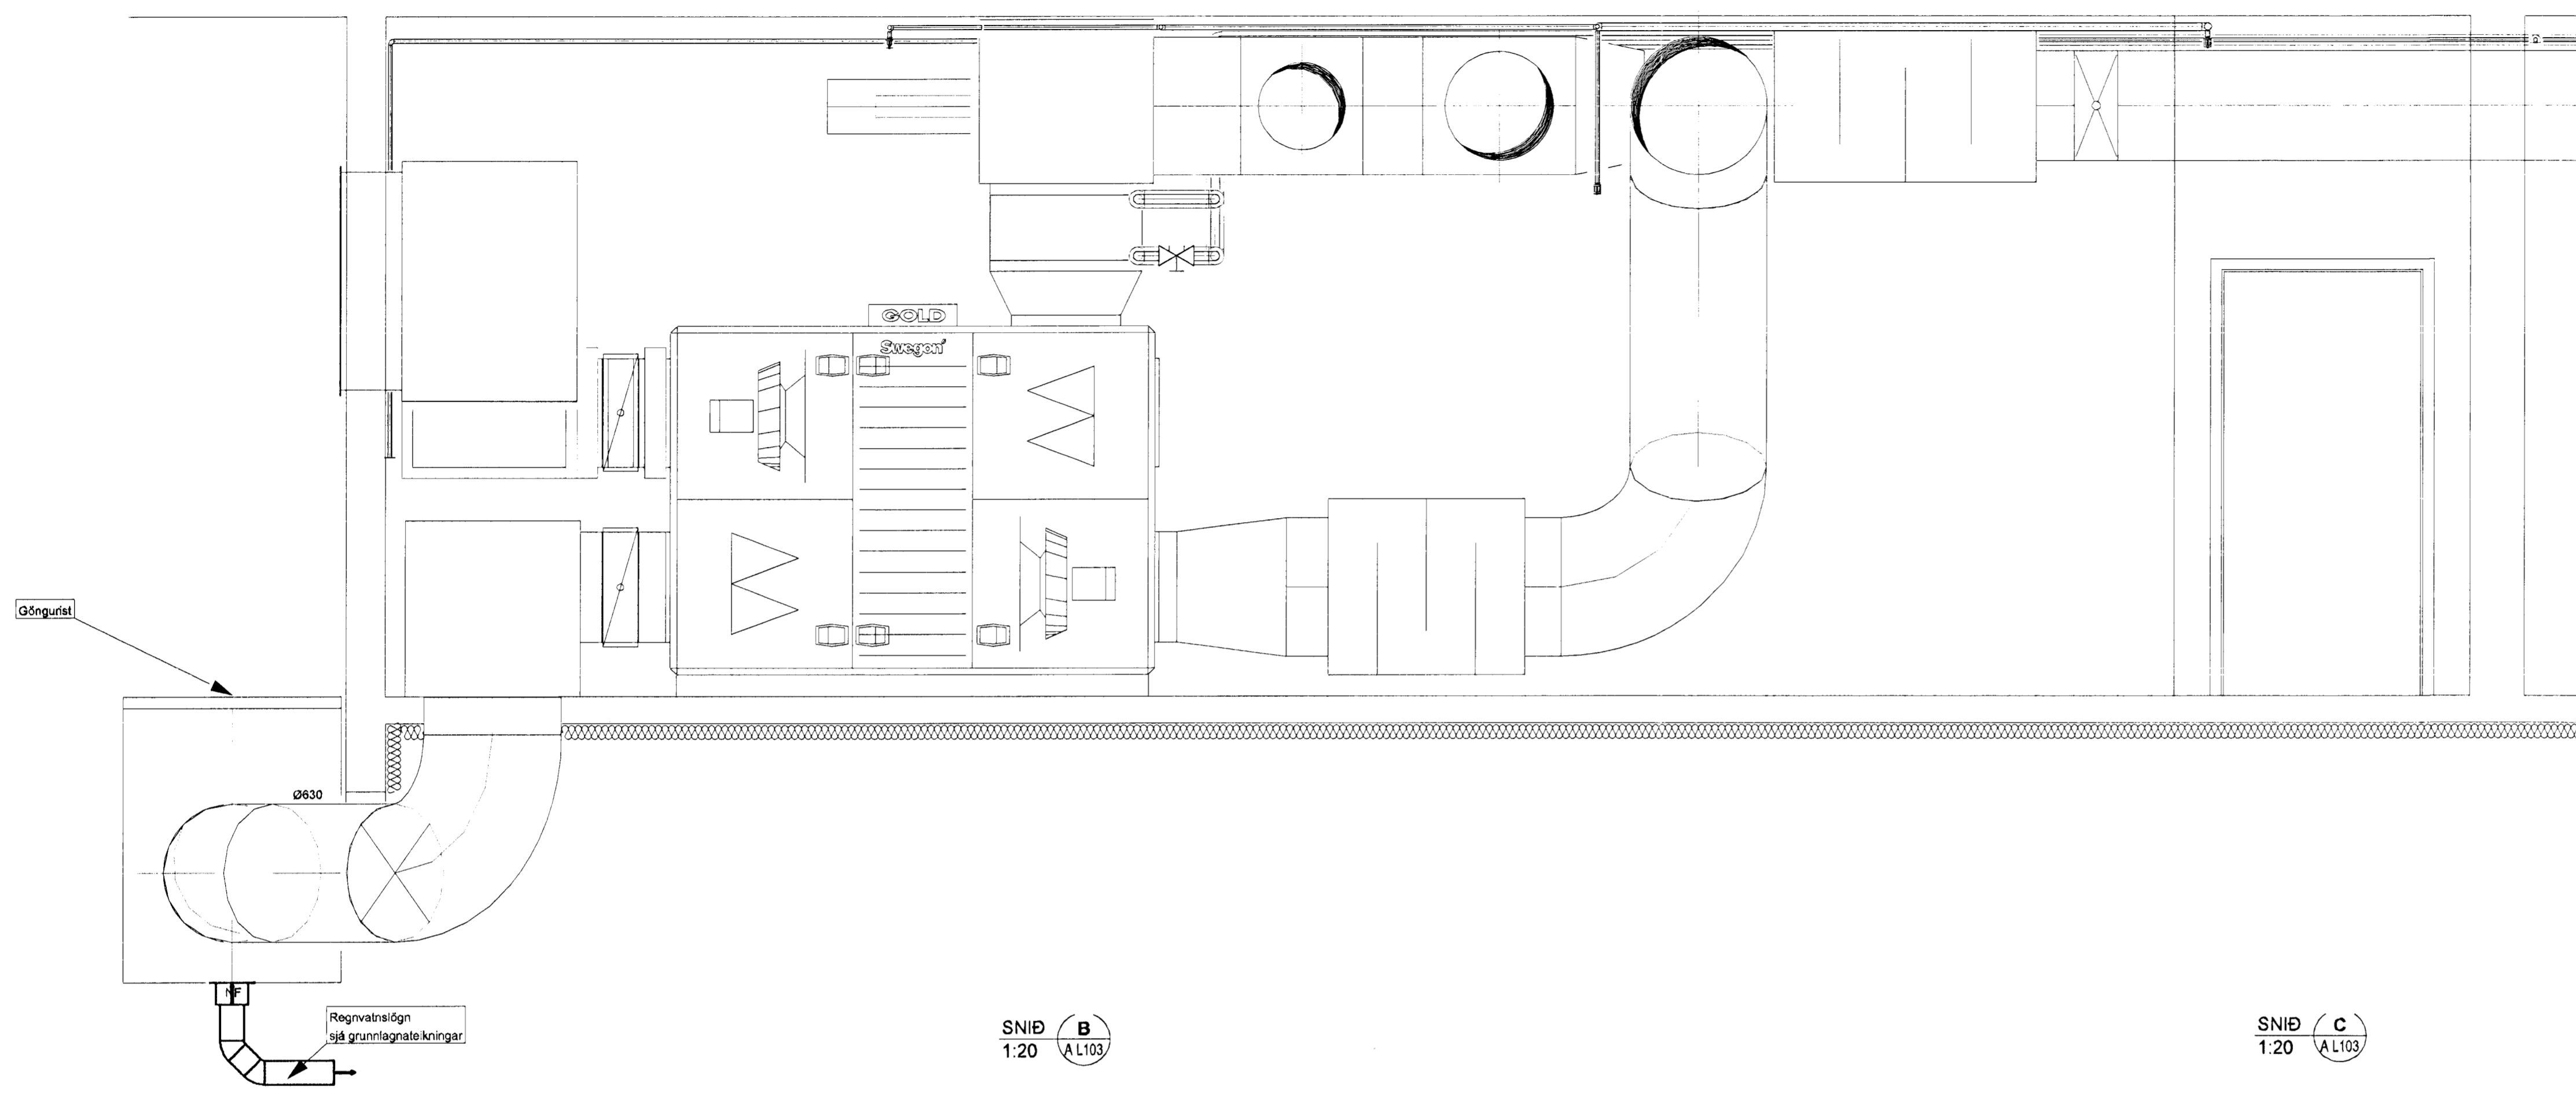 GOLD
Swegon
Göngurist
Ø630
NF
Regnvatnslögn
sjá grunnlagnateikningar
SNIÐ B
1:20 A L103
SNIÐ C
1:20 A L103